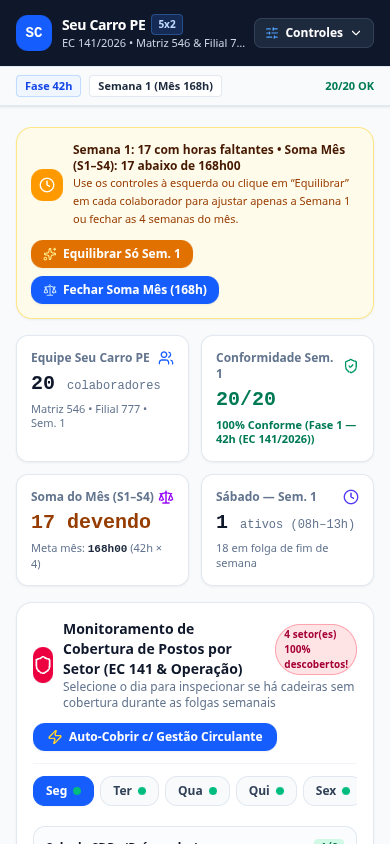 SC
Seu Carro PE 5x2
EC 141/2026 • Matriz 546 & Filial 7...
Controles
Fase 42h
Semana 1 (Mês 168h)
20/20 OK
Semana 1: 17 com horas faltantes • Soma Mês
(S1–S4): 17 abaixo de 168h00
Use os controles à esquerda ou clique em “Equilibrar”
em cada colaborador para ajustar apenas a Semana 1
ou fechar as 4 semanas do mês.
Equilibrar Só Sem. 1
Fechar Soma Mês (168h)
Equipe Seu Carro PE
20 colaboradores
Matriz 546 • Filial 777 •
Sem. 1
Conformidade Sem.
1
20/20
100% Conforme (Fase 1 —
42h (EC 141/2026))
Soma do Mês (S1–S4)
17 devendo
Meta mês: 168h00 (42h ×
4)
Sábado — Sem. 1
1 ativos (08h–13h)
18 em folga de fim de
semana
Monitoramento de
Cobertura de Postos por
Setor (EC 141 & Operação)
4 setor(es)
100%
descobertos!
Selecione o dia para inspecionar se há cadeiras sem
cobertura durante as folgas semanais
Auto-Cobrir c/ Gestão Circulante
Seg
Ter
Qua
Qui
Sex